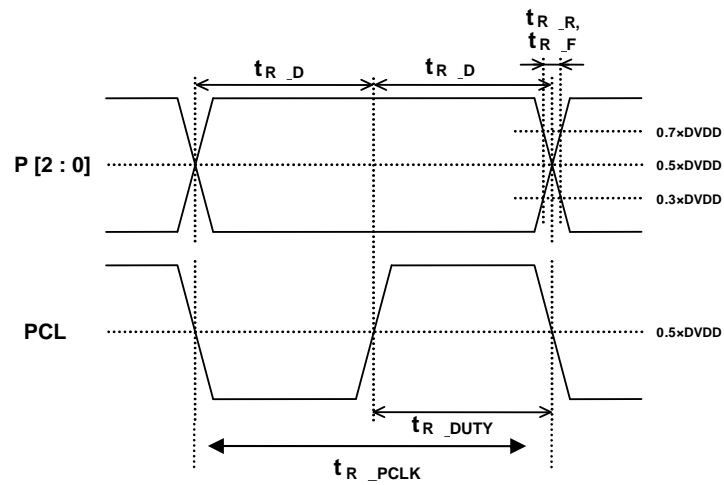 tR_R,
tR_F
tR_D tR_D
0.7×DVDD
P [2 : 0] 0.5×DVDD
0.3×DVDD
PCL 0.5×DVDD
tR_DUTY
tR_PCLK